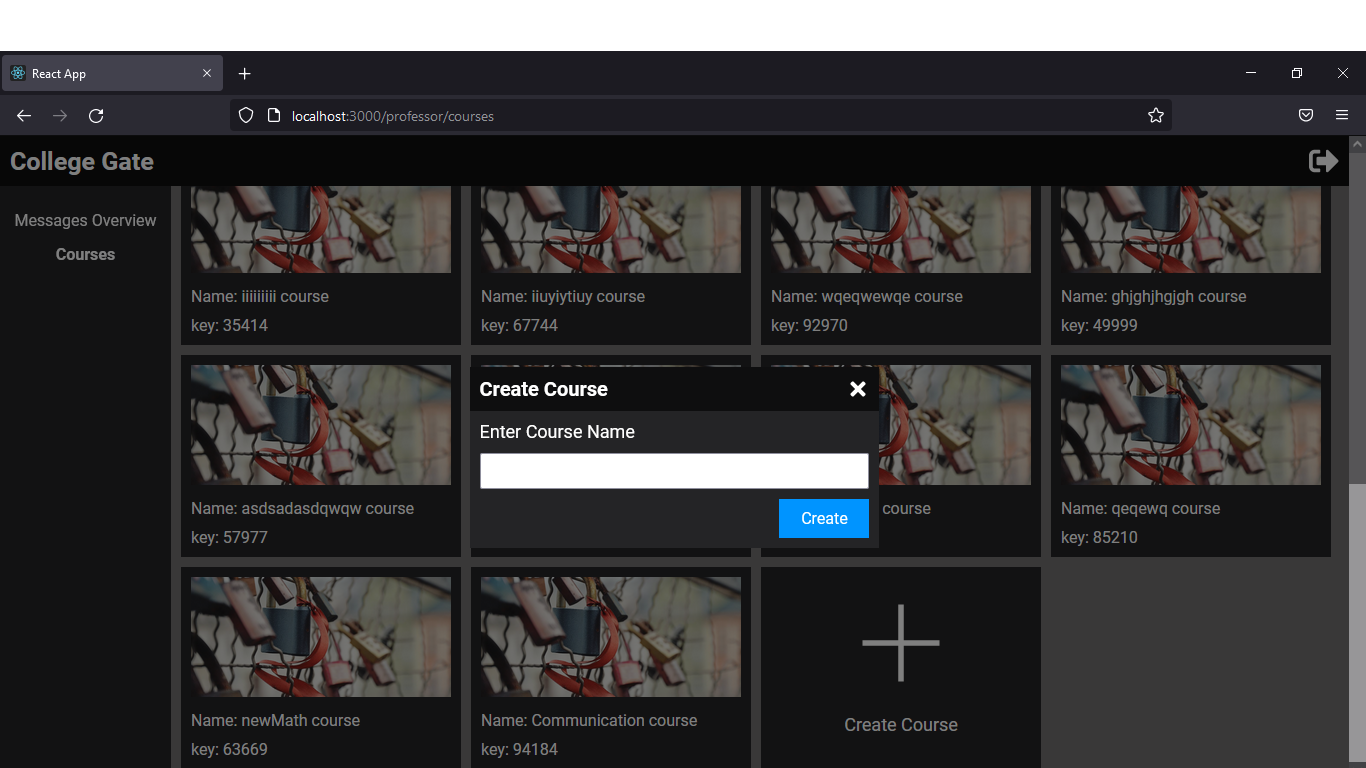 React App
localhost:3000/professor/courses
College Gate
Messages Overview
Courses
Name: iiiiiiiii course
key: 35414
Name: iiuyiytiuy course
key: 67744
Name: wqeqwewqe course
key: 92970
Name: ghjghjhgjgh course
key: 49999
Name: asdsadasdqwqw course
key: 57977
course
Name: qeqewq course
key: 85210
Create Course
Enter Course Name
Create
Name: newMath course
key: 63669
Name: Communication course
key: 94184
Create Course